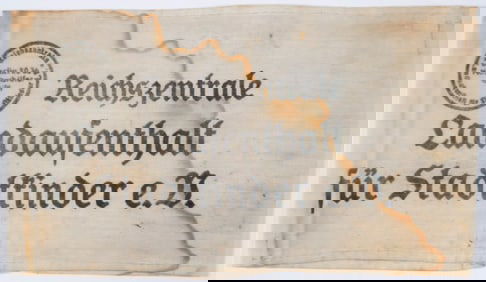 Reichszentrale
Landaufenthalt
für Stadtkinder e.V.